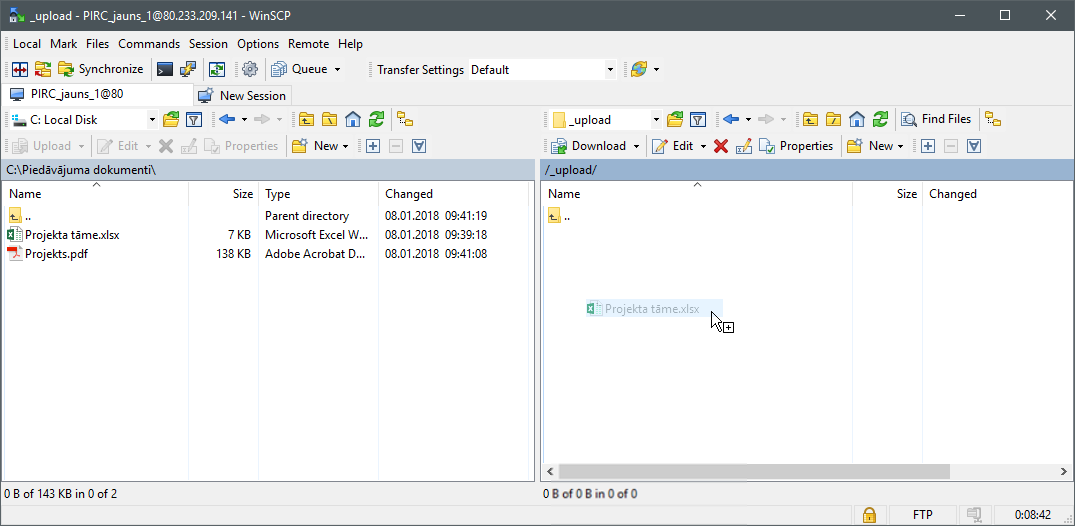 _upload - PIRC_jauns_1@80.233.209.141 - WinSCP
Local Mark Files Commands Session Options Remote Help
Synchronize Queue Transfer Settings Default
PIRC_jauns_1@80 New Session
C: Local Disk _upload Find Files
Upload Edit Properties New Download Edit Properties New
C:\Piedāvājuma dokumenti\ /_upload/
Name Size Type Changed Name Size Changed
.. Parent directory 08.01.2018 09:41:19 ..
Projekta tāme.xlsx 7 KB Microsoft Excel W... 08.01.2018 09:39:18
Projekts.pdf 138 KB Adobe Acrobat D... 08.01.2018 09:41:08
Projekta tāme.xlsx
0 B of 143 KB in 0 of 2 0 B of 0 B in 0 of 0
FTP 0:08:42